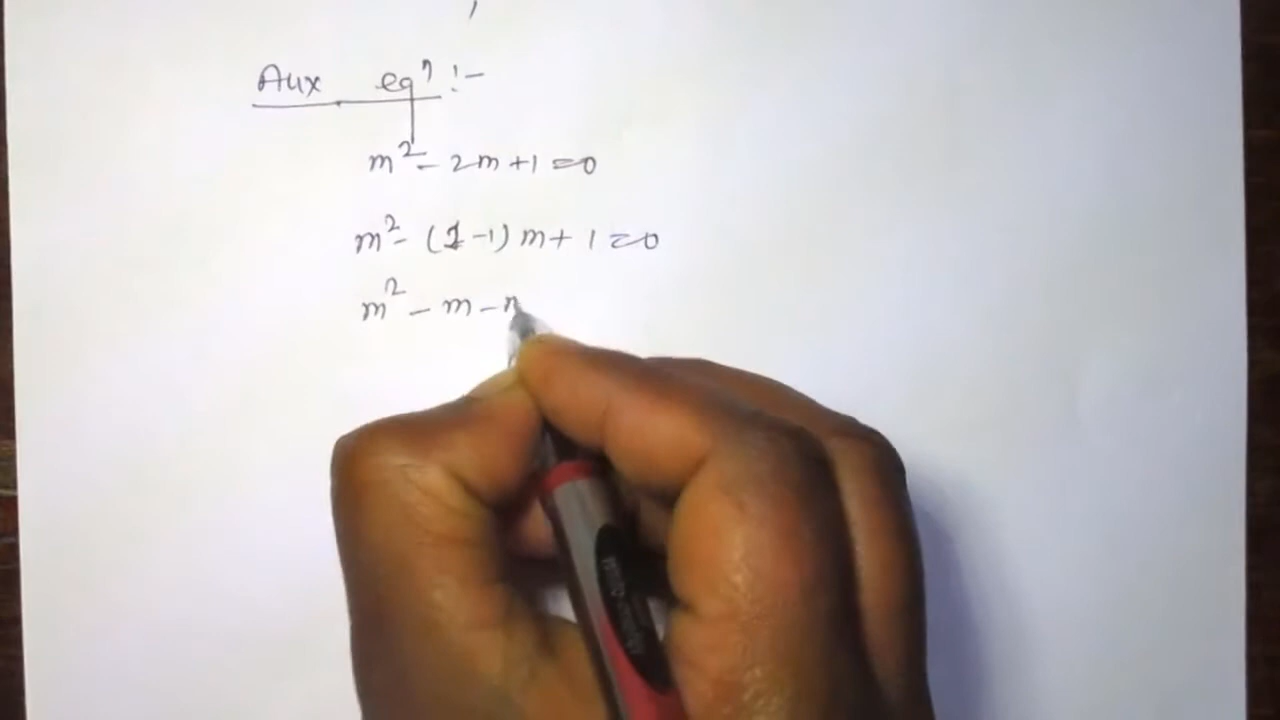 Aux eqⁿ :-
m² - 2m + 1 = 0
m² - (1 - 1) m + 1 = 0
m² - m - m